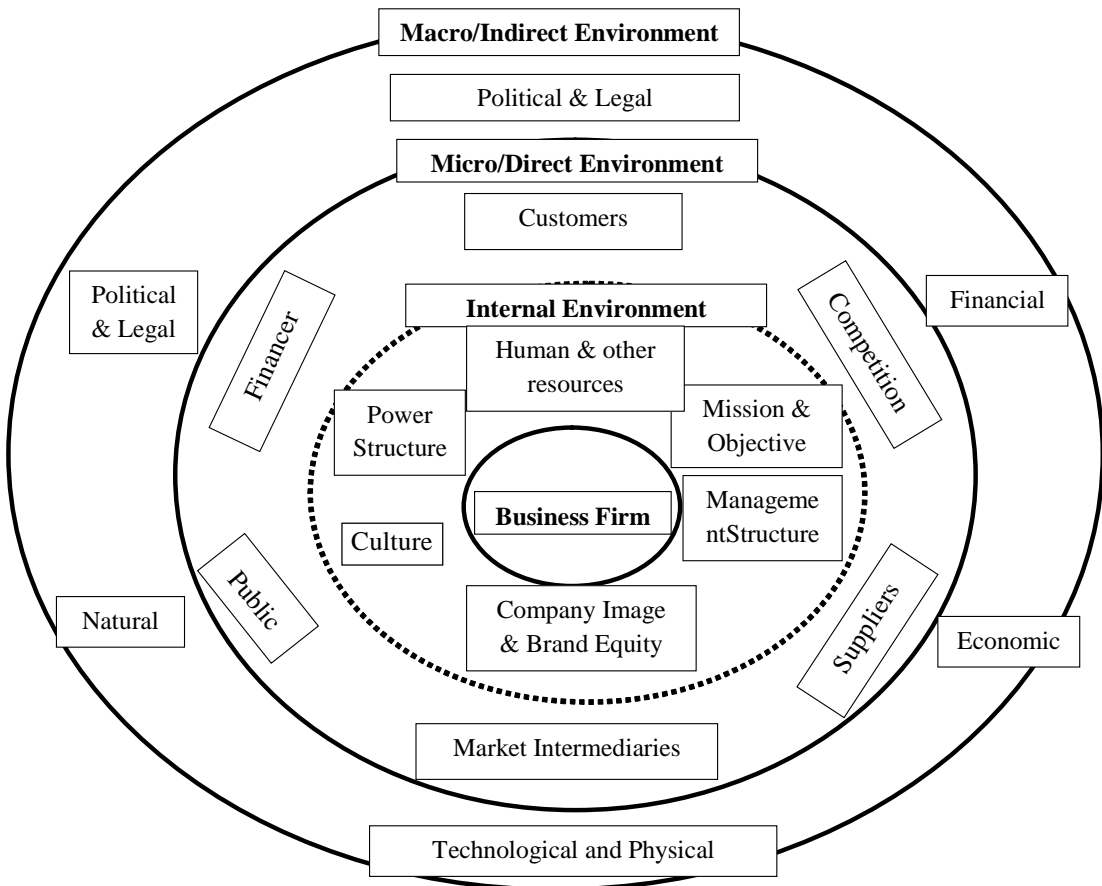 Macro/Indirect Environment
Political & Legal
Micro/Direct Environment
Customers
Political
& Legal
Financer
Internal Environment
Competition
Financial
Human & other
resources
Power
Structure
Mission &
Objective
Business Firm
Manageme
ntStructure
Culture
Public
Company Image
& Brand Equity
Suppliers
Natural
Economic
Market Intermediaries
Technological and Physical